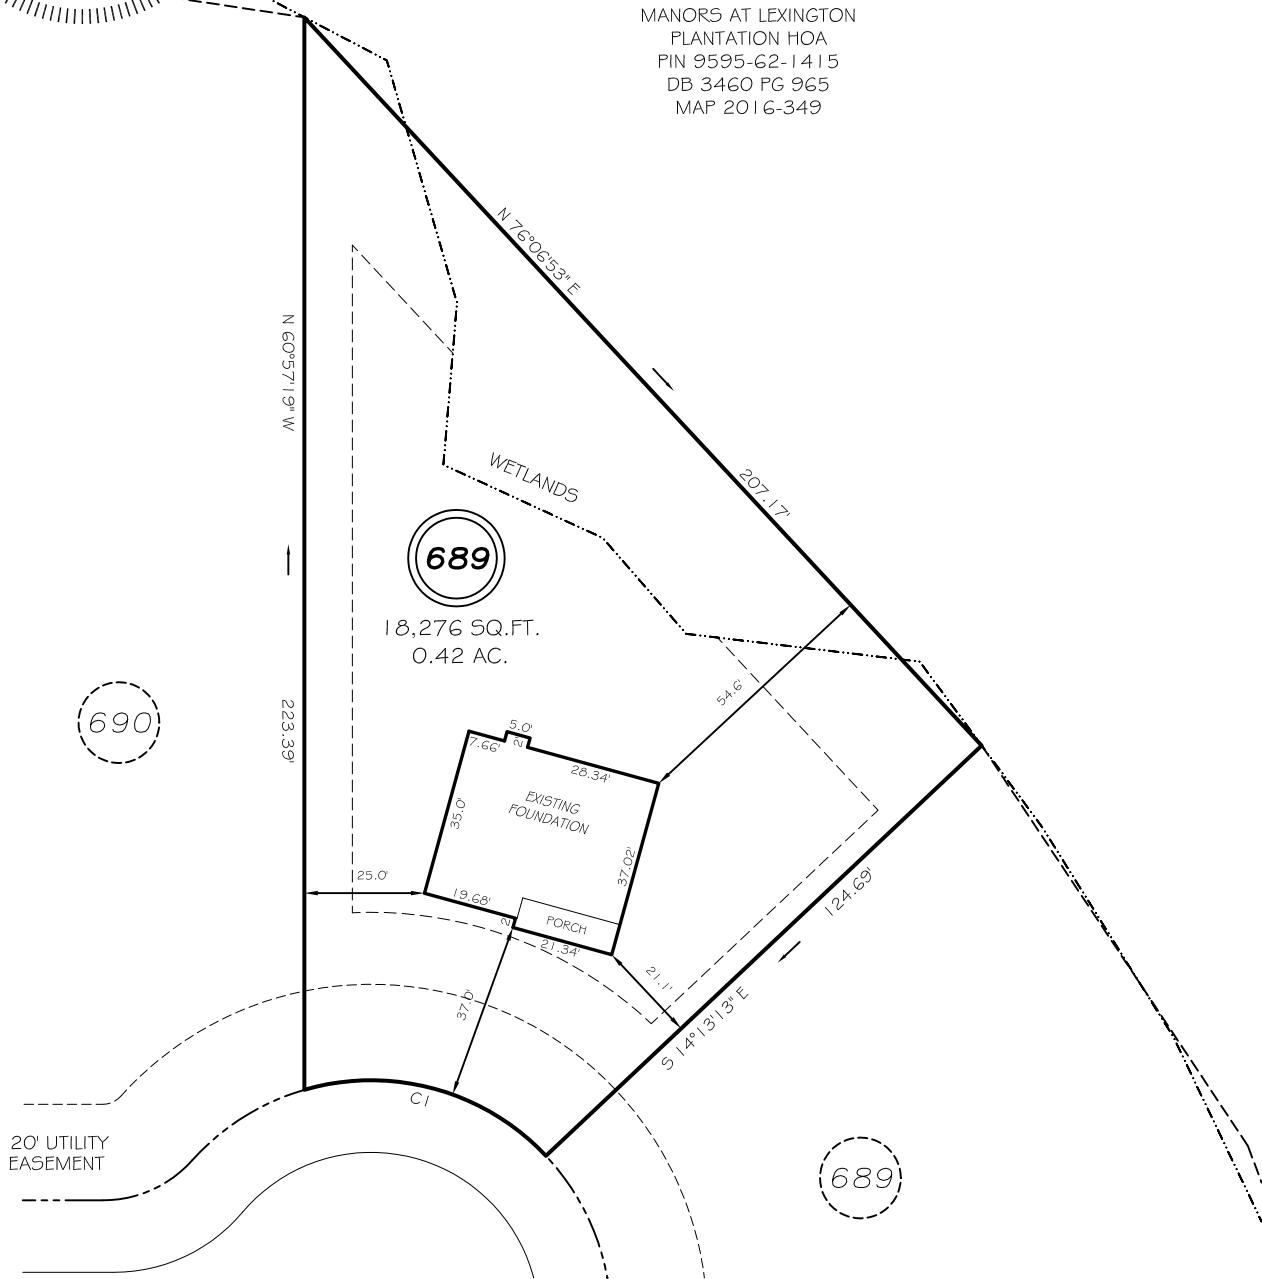 MANORS AT LEXINGTON
PLANTATION HOA
PIN 9595-62-1415
DB 3460 PG 965
MAP 2016-349
N 76°06'53" E
N 60°57'19" W
207.17'
WETLANDS
689
18,276 SQ.FT.
0.42 AC.
690
223.39'
54.6'
5.0'
7.66'
2'
28.34'
EXISTING
FOUNDATION
35.0'
37.02'
25.0'
19.68'
2'
PORCH
21.34'
124.69'
21.1'
37.0'
S 14°13'13" E
C1
20' UTILITY
EASEMENT
689